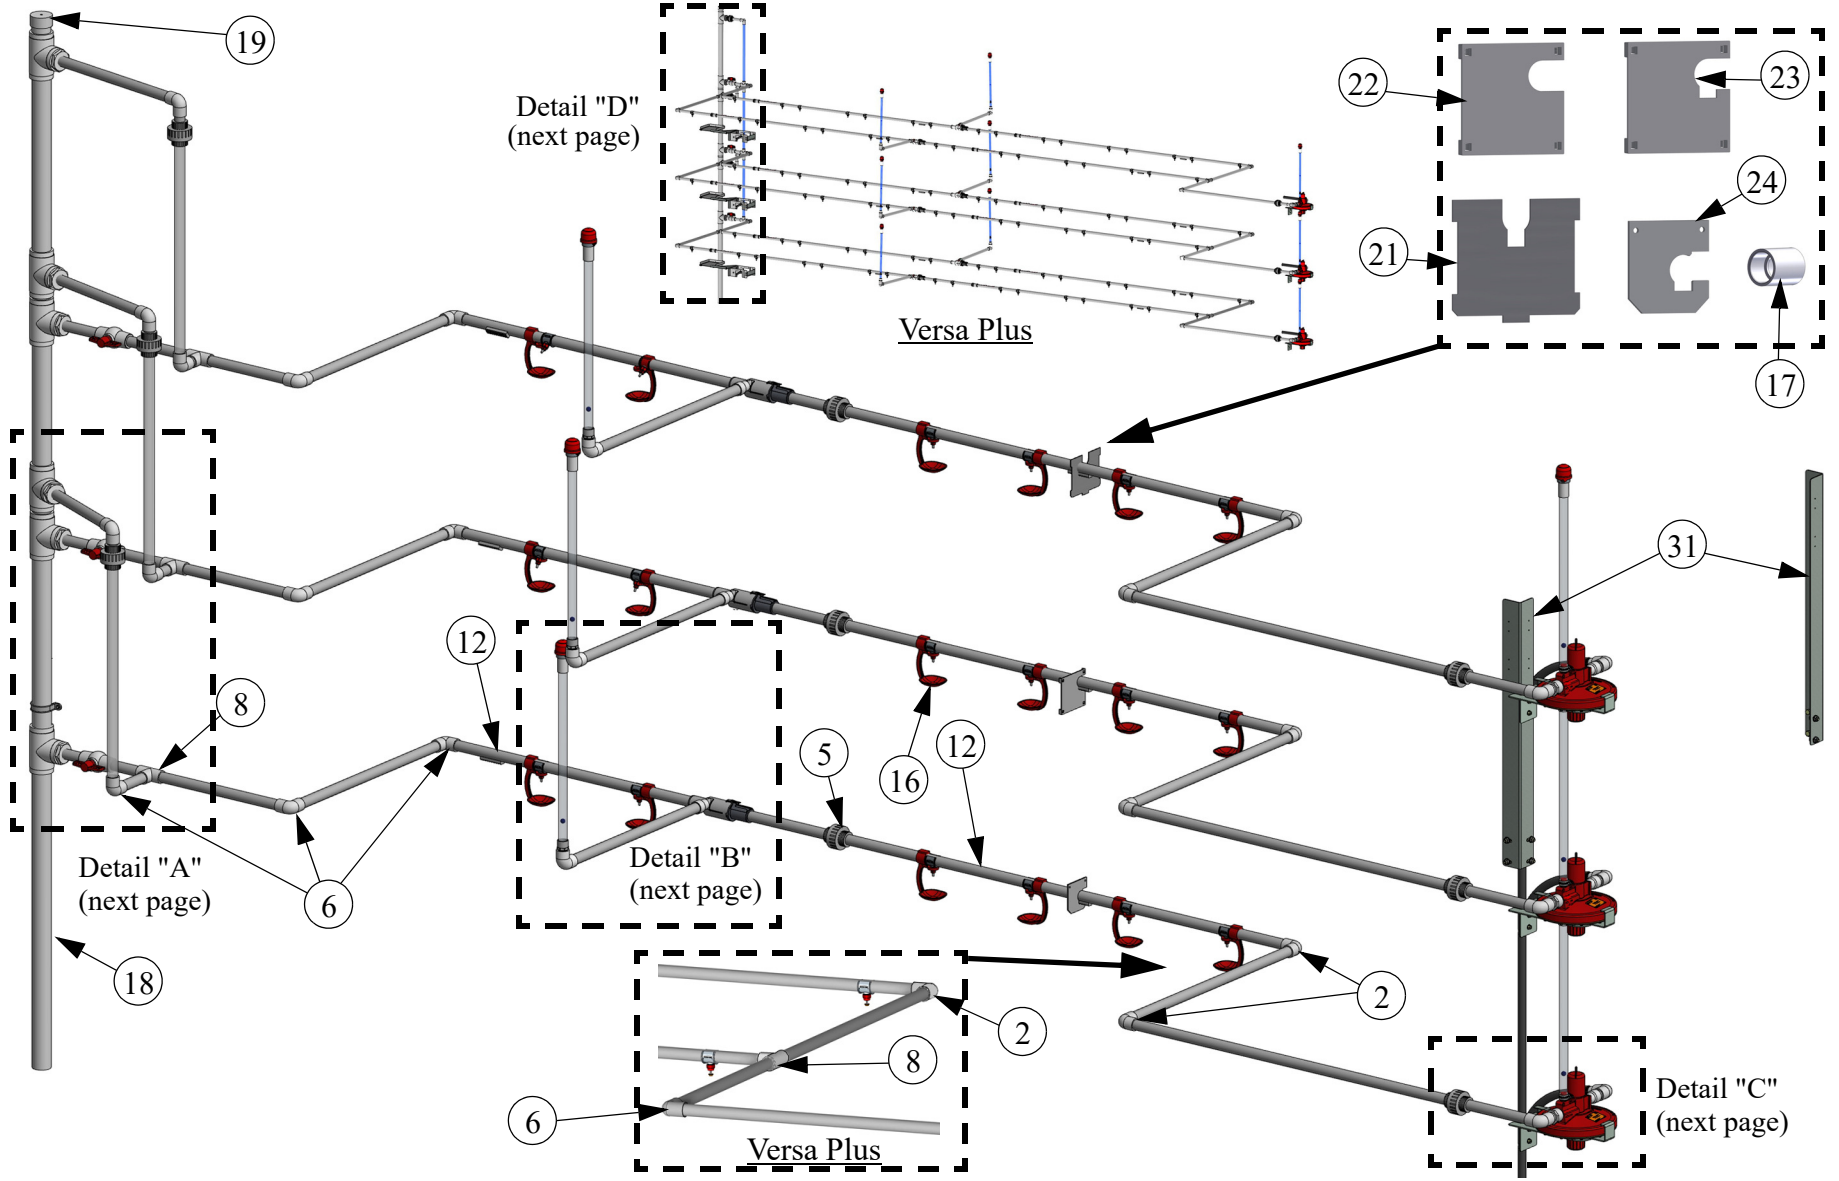 19
Detail "D"
(next page)
Versa Plus
22
23
24
21
17
31
12
8
5
12
16
Detail "A"
(next page)
6
Detail "B"
(next page)
18
2
2
8
6
Versa Plus
Detail "C"
(next page)